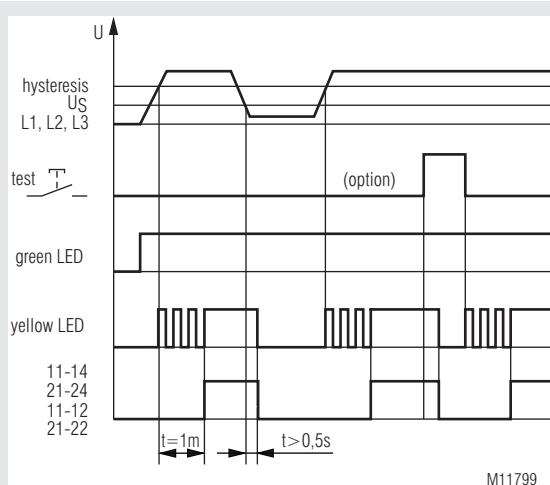 U
hysteresis
US
L1, L2, L3
test
(option)
green LED
yellow LED
11-14
21-24
11-12
21-22
t=1m
t>0,5s
M11799